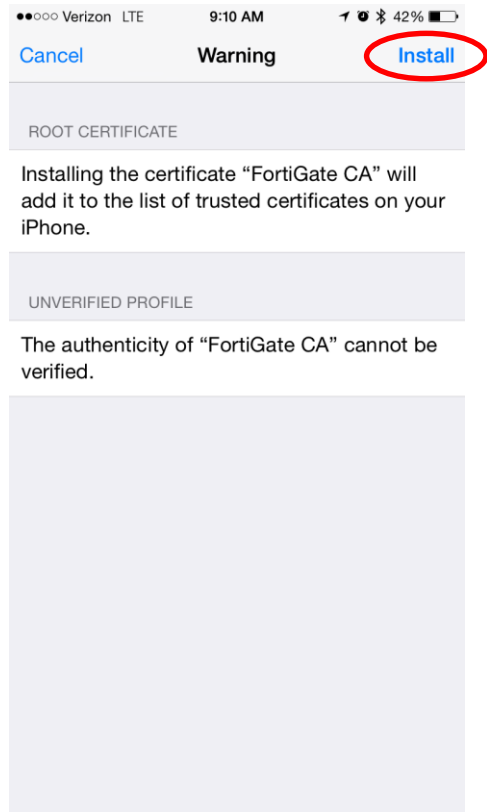 Verizon LTE 9:10 AM 42%
Cancel Warning Install
ROOT CERTIFICATE
Installing the certificate “FortiGate CA” will
add it to the list of trusted certificates on your
iPhone.
UNVERIFIED PROFILE
The authenticity of “FortiGate CA” cannot be
verified.